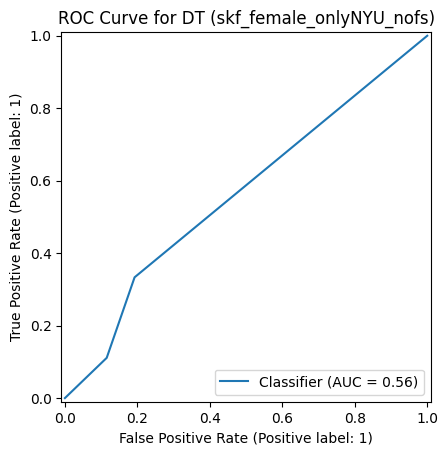 ROC Curve for DT (skf_female_onlyNYU_nofs)
1.0
0.8
0.6
0.4
0.2
0.0
True Positive Rate (Positive label: 1)
Classifier (AUC = 0.56)
0.0 0.2 0.4 0.6 0.8 1.0
False Positive Rate (Positive label: 1)